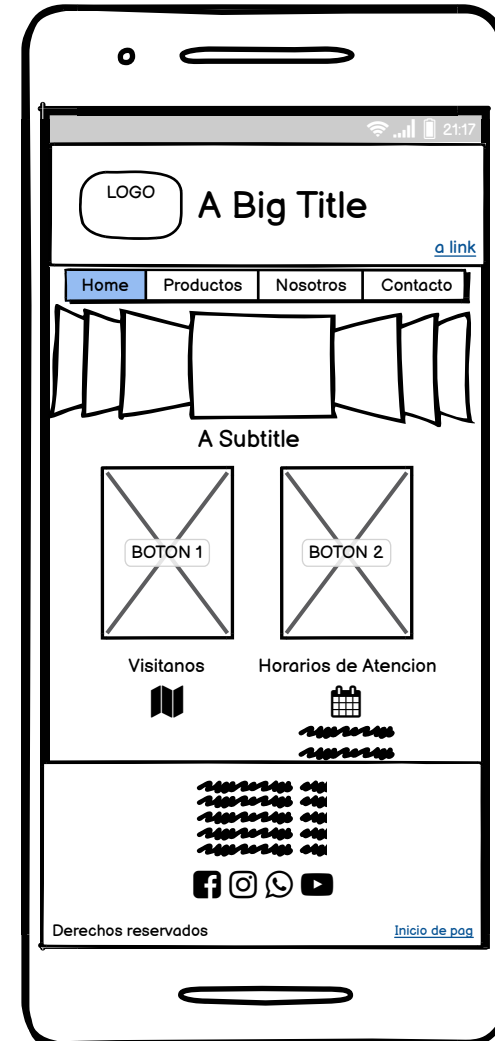 21:17
LOGO
A Big Title
a link
Home Productos Nosotros Contacto
A Subtitle
BOTON 1 BOTON 2
Visitanos Horarios de Atencion
Derechos reservados Inicio de pag